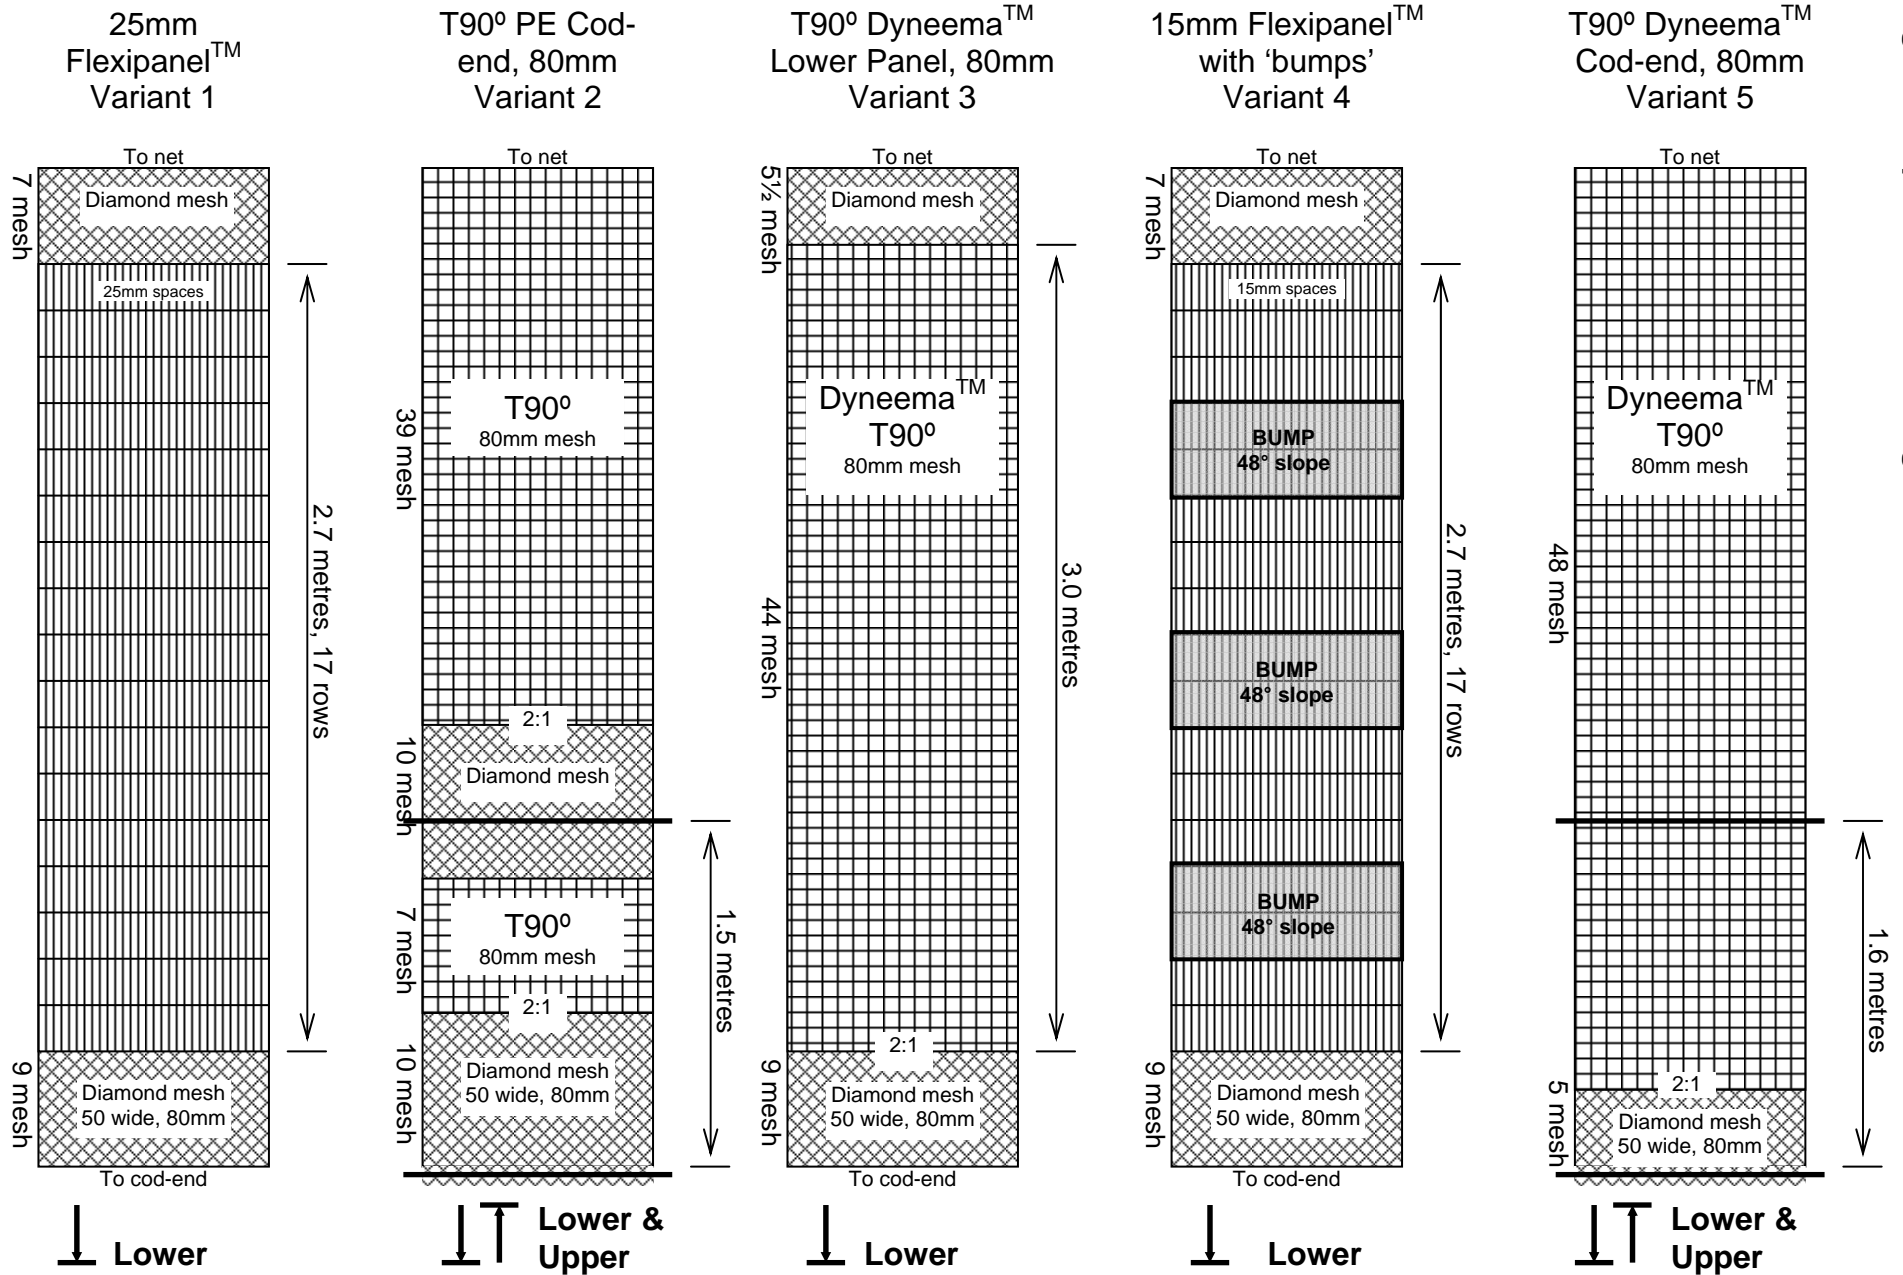 25mm
Flexipanel™
Variant 1
To net
7 mesh
Diamond mesh
25mm spaces
2.7 metres, 17 rows
9 mesh
Diamond mesh
50 wide, 80mm
To cod-end
Lower
T90º PE Cod-
end, 80mm
Variant 2
To net
39 mesh
T90º
80mm mesh
2:1
10 mesh
Diamond mesh
7 mesh
T90º
80mm mesh
1.5 metres
2:1
10 mesh
Diamond mesh
50 wide, 80mm
Lower &
Upper
T90º Dyneema™
Lower Panel, 80mm
Variant 3
To net
5½ mesh
Diamond mesh
Dyneema™
T90º
80mm mesh
44 mesh
3.0 metres
2:1
9 mesh
Diamond mesh
50 wide, 80mm
To cod-end
Lower
15mm Flexipanel™
with ‘bumps’
Variant 4
To net
7 mesh
Diamond mesh
15mm spaces
BUMP
48° slope
BUMP
48° slope
BUMP
48° slope
2.7 metres, 17 rows
9 mesh
Diamond mesh
50 wide, 80mm
To cod-end
Lower
T90º Dyneema™
Cod-end, 80mm
Variant 5
To net
Dyneema™
T90º
80mm mesh
48 mesh
1.6 metres
2:1
5 mesh
Diamond mesh
50 wide, 80mm
Lower &
Upper